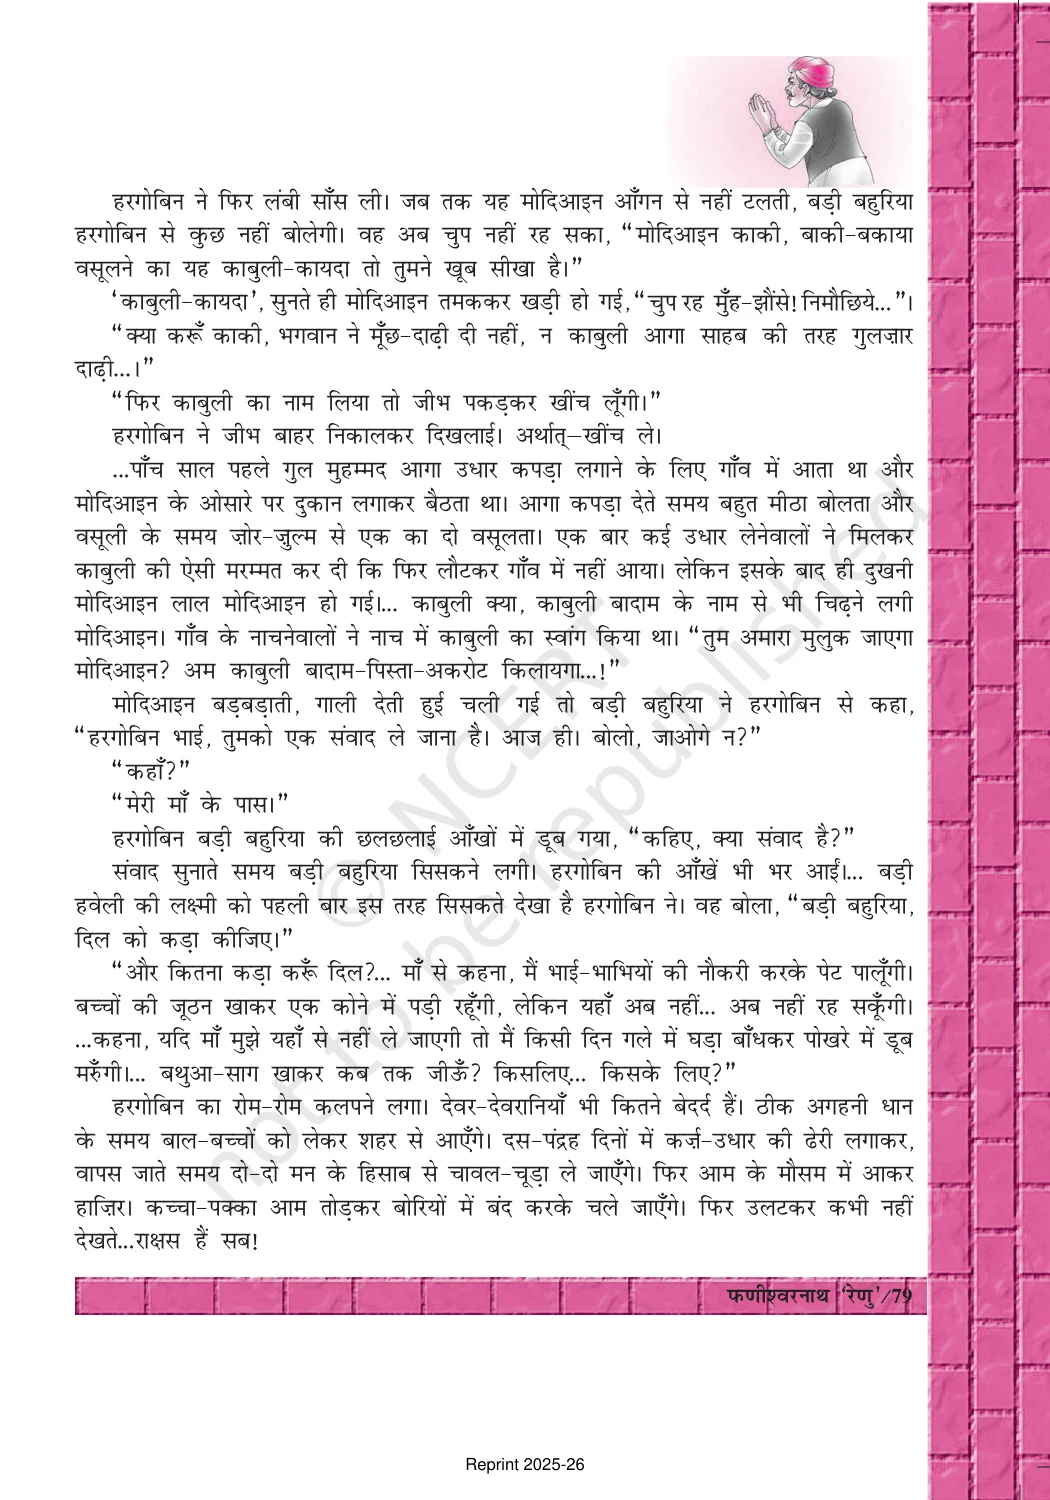 हरगोबिन ने फिर लंबी साँस ली। जब तक यह मोदिआइन आँगन से नहीं टलती, बड़ी बहुरिया
हरगोबिन से कुछ नहीं बोलेगी। वह अब चुप नहीं रह सका, “मोदिआइन काकी, बाकी-बकाया
वसूलने का यह काबुली-कायदा तो तुमने खूब सीखा है।”
‘काबुली-कायदा’, सुनते ही मोदिआइन तमककर खड़ी हो गई, “चुप रह मुँह-झौंसे! निमौछिये...”।
“क्या करूँ काकी, भगवान ने मूँछ-दाढ़ी दी नहीं, न काबुली आगा साहब की तरह गुलज़ार
दाढ़ी...।”
“फिर काबुली का नाम लिया तो जीभ पकड़कर खींच लूँगी।”
हरगोबिन ने जीभ बाहर निकालकर दिखलाई। अर्थात्–खींच ले।
...पाँच साल पहले गुल मुहम्मद आगा उधार कपड़ा लगाने के लिए गाँव में आता था और
मोदिआइन के ओसारे पर दुकान लगाकर बैठता था। आगा कपड़ा देते समय बहुत मीठा बोलता और
वसूली के समय ज़ोर-ज़ुल्म से एक का दो वसूलता। एक बार कई उधार लेनेवालों ने मिलकर
काबुली की ऐसी मरम्मत कर दी कि फिर लौटकर गाँव में नहीं आया। लेकिन इसके बाद ही दुखनी
मोदिआइन लाल मोदिआइन हो गई।... काबुली क्या, काबुली बादाम के नाम से भी चिढ़ने लगी
मोदिआइन। गाँव के नाचनेवालों ने नाच में काबुली का स्वांग किया था। “तुम अमारा मुलुक जाएगा
मोदिआइन? अम काबुली बादाम-पिस्ता-अकरोट किलायगा...!”
मोदिआइन बड़बड़ाती, गाली देती हुई चली गई तो बड़ी बहुरिया ने हरगोबिन से कहा,
“हरगोबिन भाई, तुमको एक संवाद ले जाना है। आज ही। बोलो, जाओगे न?”
“कहाँ?”
“मेरी माँ के पास।”
हरगोबिन बड़ी बहुरिया की छलछलाई आँखों में डूब गया, “कहिए, क्या संवाद है?”
संवाद सुनाते समय बड़ी बहुरिया सिसकने लगी। हरगोबिन की आँखें भी भर आईं।... बड़ी
हवेली की लक्ष्मी को पहली बार इस तरह सिसकते देखा है हरगोबिन ने। वह बोला, “बड़ी बहुरिया,
दिल को कड़ा कीजिए।”
“और कितना कड़ा करूँ दिल?... माँ से कहना, मैं भाई-भाभियों की नौकरी करके पेट पालूँगी।
बच्चों की जूठन खाकर एक कोने में पड़ी रहूँगी, लेकिन यहाँ अब नहीं... अब नहीं रह सकूँगी।
...कहना, यदि माँ मुझे यहाँ से नहीं ले जाएगी तो मैं किसी दिन गले में घड़ा बाँधकर पोखरे में डूब
मरुँगी।... बथुआ-साग खाकर कब तक जीऊँ? किसलिए... किसके लिए?”
हरगोबिन का रोम-रोम कलपने लगा। देवर-देवरानियाँ भी कितने बेदर्द हैं। ठीक अगहनी धान
के समय बाल-बच्चों को लेकर शहर से आएँगे। दस-पंद्रह दिनों में कर्ज़-उधार की ढेरी लगाकर,
वापस जाते समय दो-दो मन के हिसाब से चावल-चूड़ा ले जाएँगे। फिर आम के मौसम में आकर
हाज़िर। कच्चा-पक्का आम तोड़कर बोरियों में बंद करके चले जाएँगे। फिर उलटकर कभी नहीं
देखते...राक्षस हैं सब!
© NCERT
not to be republished
फणीश्वरनाथ ‘रेणु’/79
Reprint 2025-26